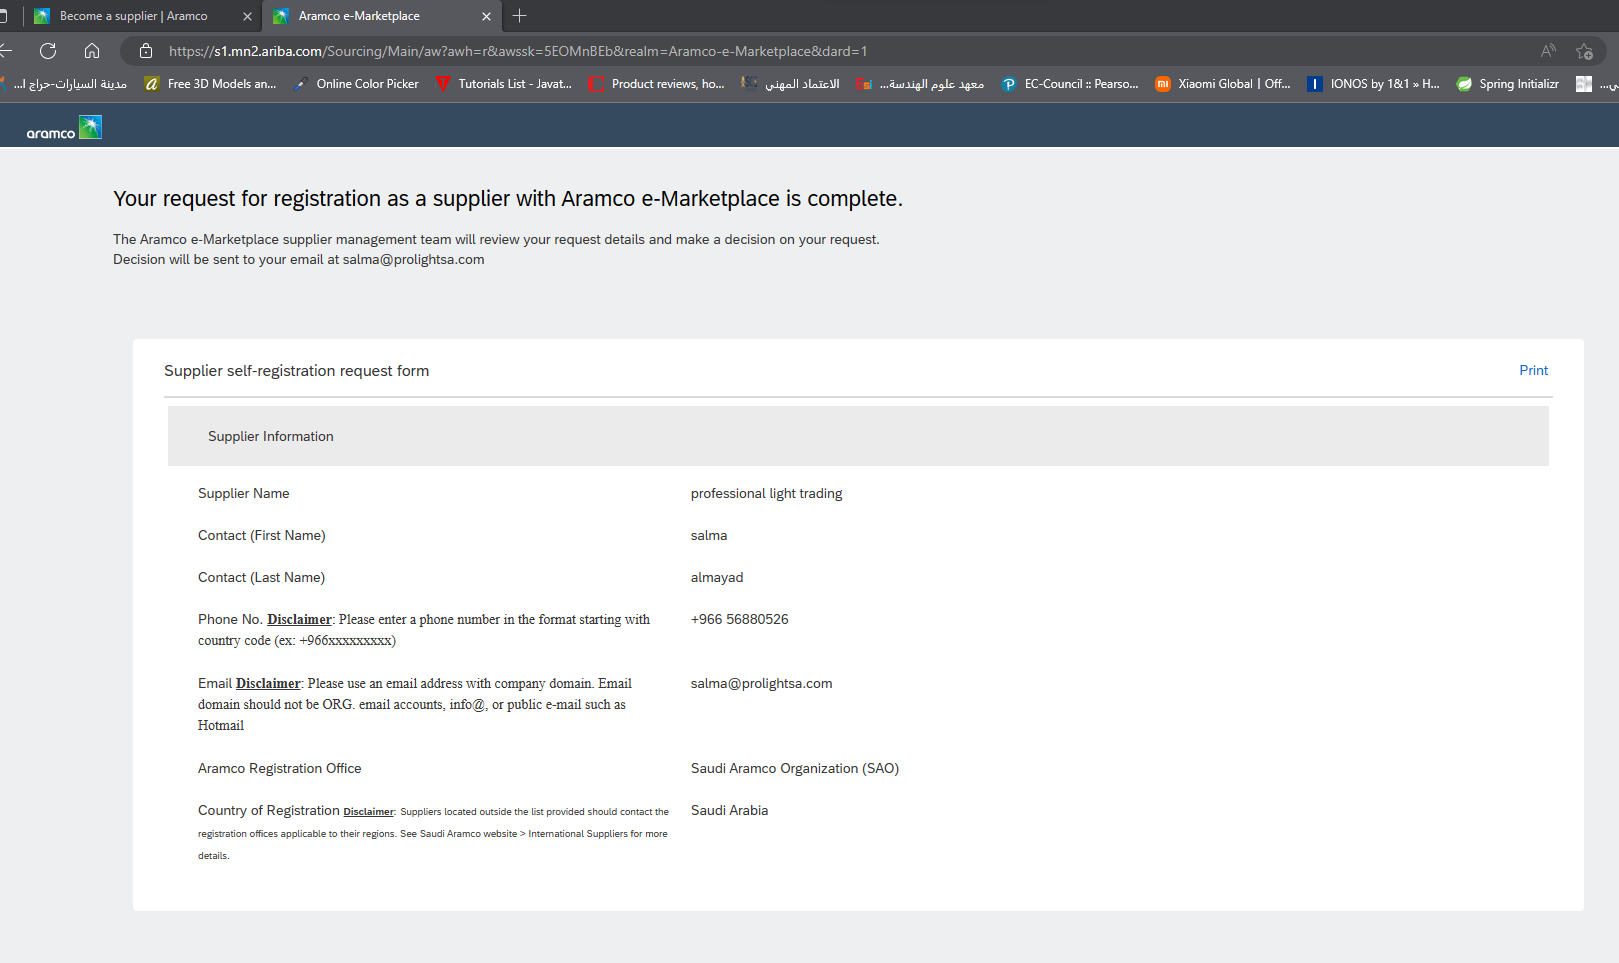 Become a supplier | Aramco
Aramco e-Marketplace
https://s1.mn2.ariba.com/Sourcing/Main/aw?awh=r&awssk=5EOMnBEb&realm=Aramco-e-Marketplace&dard=1
مدينة السيارات-حراج ا...
Free 3D Models an...
Online Color Picker
Tutorials List - Javat...
Product reviews, ho...
الاعتماد المهني
معهد علوم الهندسة...
EC-Council :: Pearso...
Xiaomi Global | Off...
IONOS by 1&1 » H...
Spring Initializr
aramco
Your request for registration as a supplier with Aramco e-Marketplace is complete.
The Aramco e-Marketplace supplier management team will review your request details and make a decision on your request.
Decision will be sent to your email at salma@prolightsa.com
Supplier self-registration request form
Print
Supplier Information
Supplier Name professional light trading
Contact (First Name) salma
Contact (Last Name) almayad
Phone No. Disclaimer: Please enter a phone number in the format starting with +966 56880526
country code (ex: +966xxxxxxxxx)
Email Disclaimer: Please use an email address with company domain. Email salma@prolightsa.com
domain should not be ORG. email accounts, info@, or public e-mail such as
Hotmail
Aramco Registration Office Saudi Aramco Organization (SAO)
Country of Registration Disclaimer: Suppliers located outside the list provided should contact the Saudi Arabia
registration offices applicable to their regions. See Saudi Aramco website > International Suppliers for more
details.